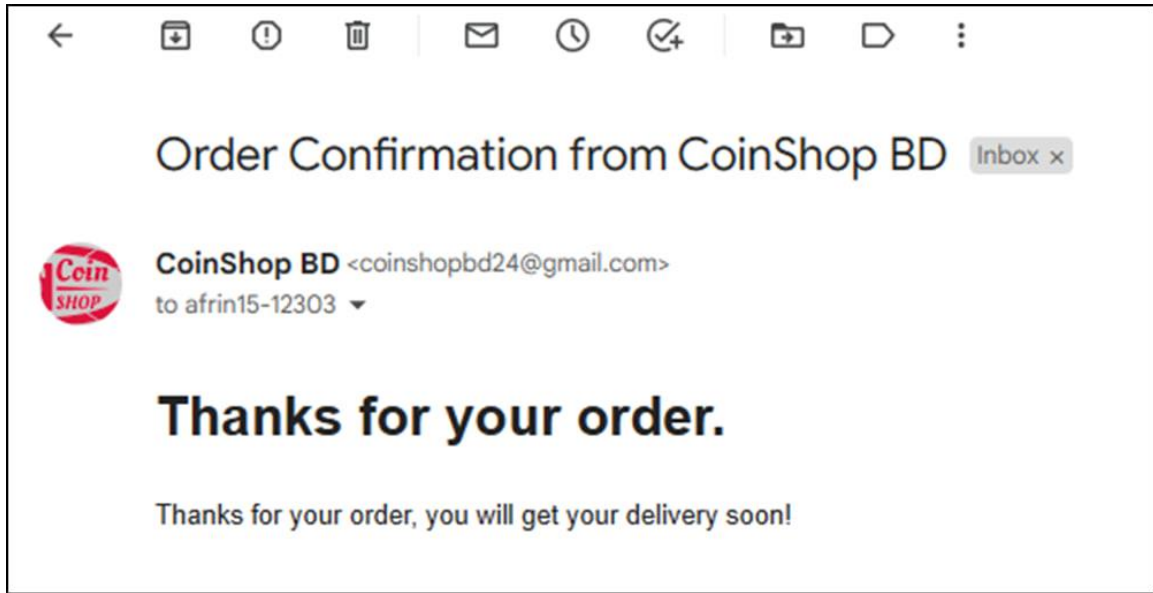 Order Confirmation from CoinShop BD Inbox ×
CoinShop BD <coinshopbd24@gmail.com>
Coin
SHOP
to afrin15-12303
Thanks for your order.
Thanks for your order, you will get your delivery soon!